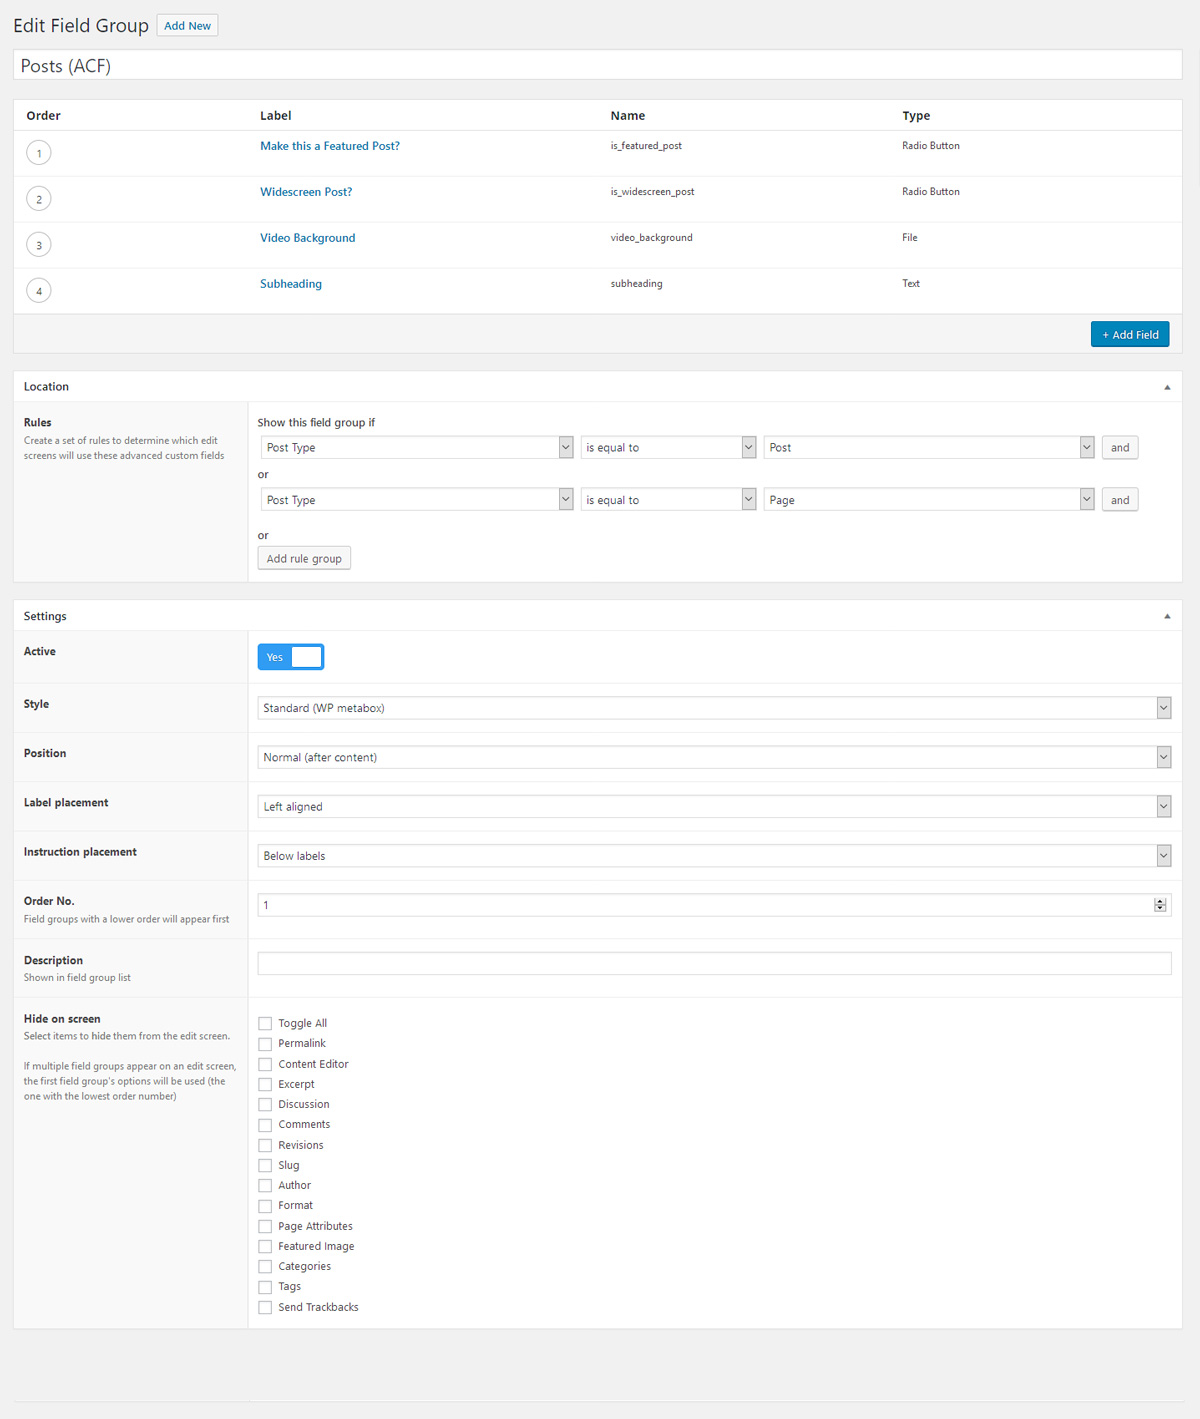 Edit Field Group Add New
Posts (ACF)
Order Label Name Type
1 Make this a Featured Post? is_featured_post Radio Button
2 Widescreen Post? is_widescreen_post Radio Button
3 Video Background video_background File
4 Subheading subheading Text
+ Add Field
Location
Rules
Create a set of rules to determine which edit
screens will use these advanced custom fields
Show this field group if
Post Type is equal to Post and
or
Post Type is equal to Page and
or
Add rule group
Settings
Active
Yes
Style
Standard (WP metabox)
Position
Normal (after content)
Label placement
Left aligned
Instruction placement
Below labels
Order No.
Field groups with a lower order will appear first
1
Description
Shown in field group list
Hide on screen
Select items to hide them from the edit screen.
If multiple field groups appear on an edit screen,
the first field group's options will be used (the
one with the lowest order number)
Toggle All
Permalink
Content Editor
Excerpt
Discussion
Comments
Revisions
Slug
Author
Format
Page Attributes
Featured Image
Categories
Tags
Send Trackbacks